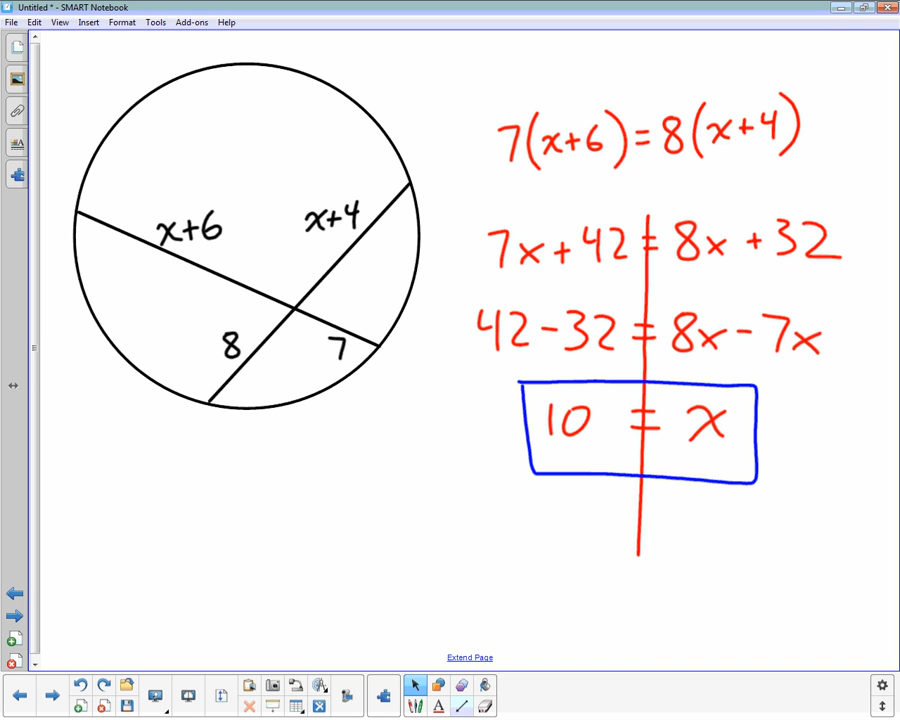 Untitled * - SMART Notebook
File Edit View Insert Format Tools Add-ons Help
x+6
x+4
8
7
7(x+6)=8(x+4)
7x+42=8x+32
42-32=8x-7x
10=x
Extend Page